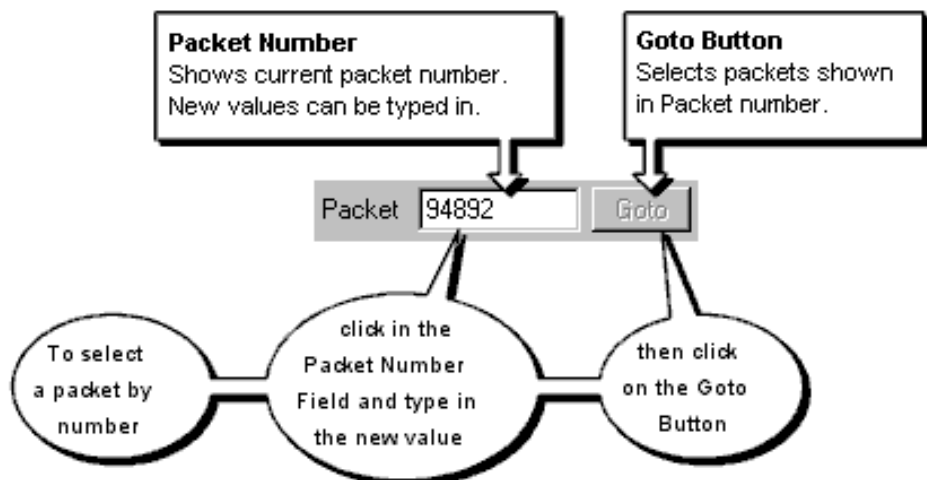 Packet Number
Shows current packet number.
New values can be typed in.
Goto Button
Selects packets shown
in Packet number.
Packet 94892 Goto
To select
a packet by
number
click in the
Packet Number
Field and type in
the new value
then click
on the Goto
Button